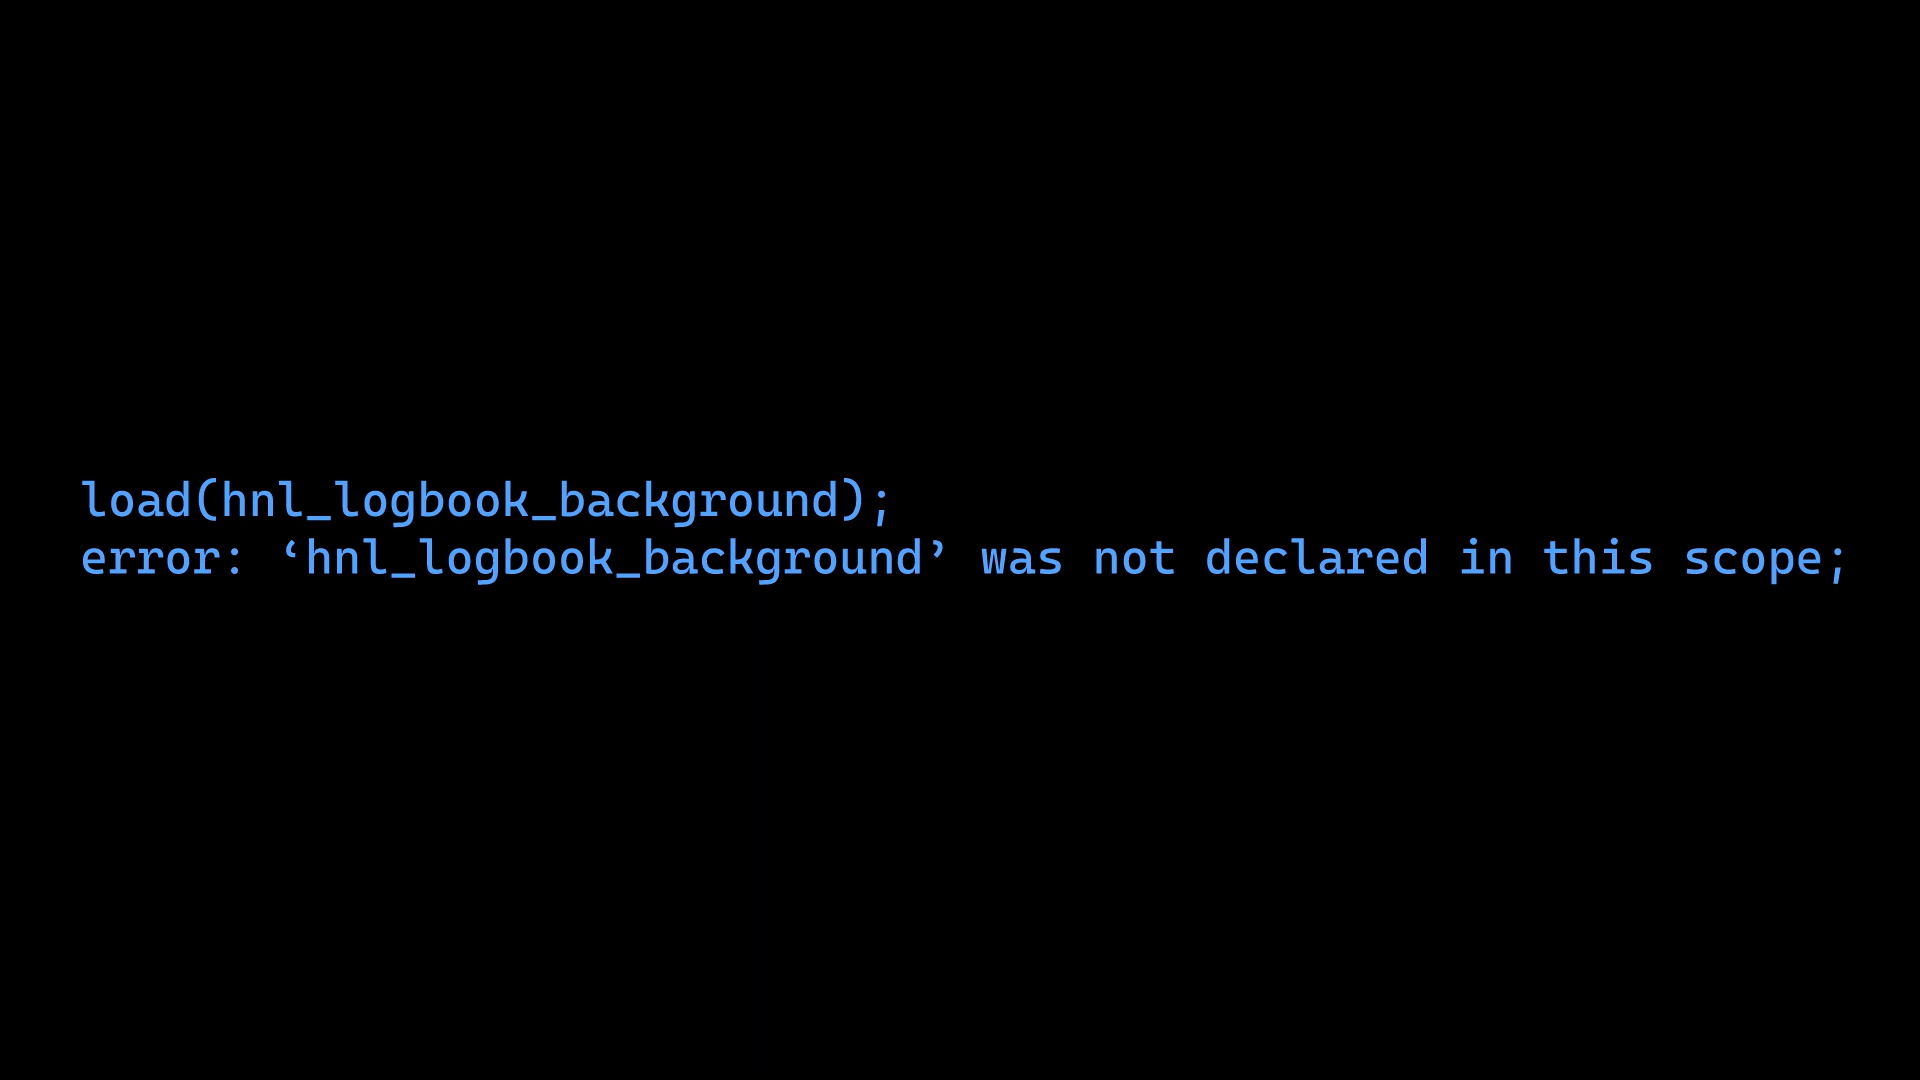 load(hnl_logbook_background);
error: ‘hnl_logbook_background’ was not declared in this scope;